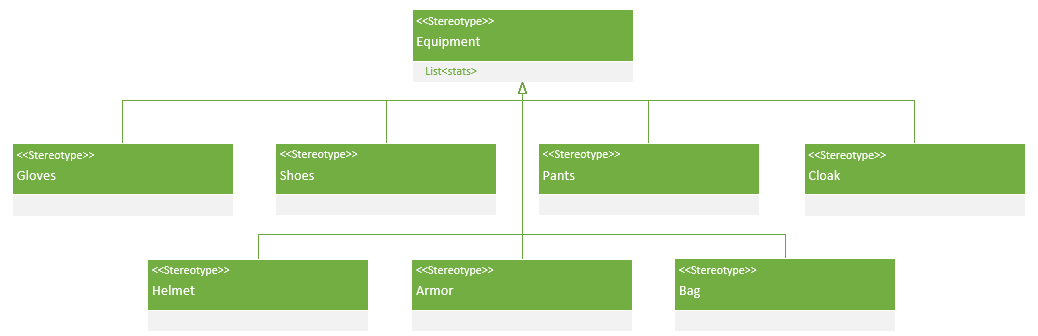 <<Stereotype>>
Equipment
List<stats>
<<Stereotype>>
Gloves
<<Stereotype>>
Shoes
<<Stereotype>>
Pants
<<Stereotype>>
Cloak
<<Stereotype>>
Helmet
<<Stereotype>>
Armor
<<Stereotype>>
Bag